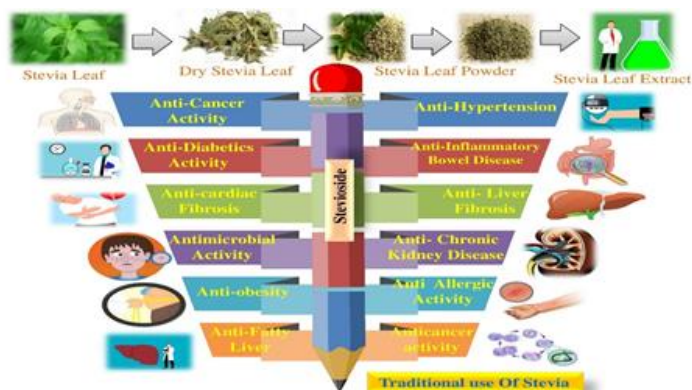 Stevia Leaf
Dry Stevia Leaf
Stevia Leaf Powder
Stevia Leaf Extract
Anti-Cancer
Activity
Anti-Hypertension
Anti-Diabetics
Activity
Anti-Inflammatory
Bowel Disease
Anti-cardiac
Fibrosis
Anti- Liver
Fibrosis
Stevioside
Antimicrobial
Activity
Anti- Chronic
Kidney Disease
Anti-obesity
Anti Allergic
Activity
Anti-Fatty
Liver
Anticancer
activity
Traditional use Of Stevia